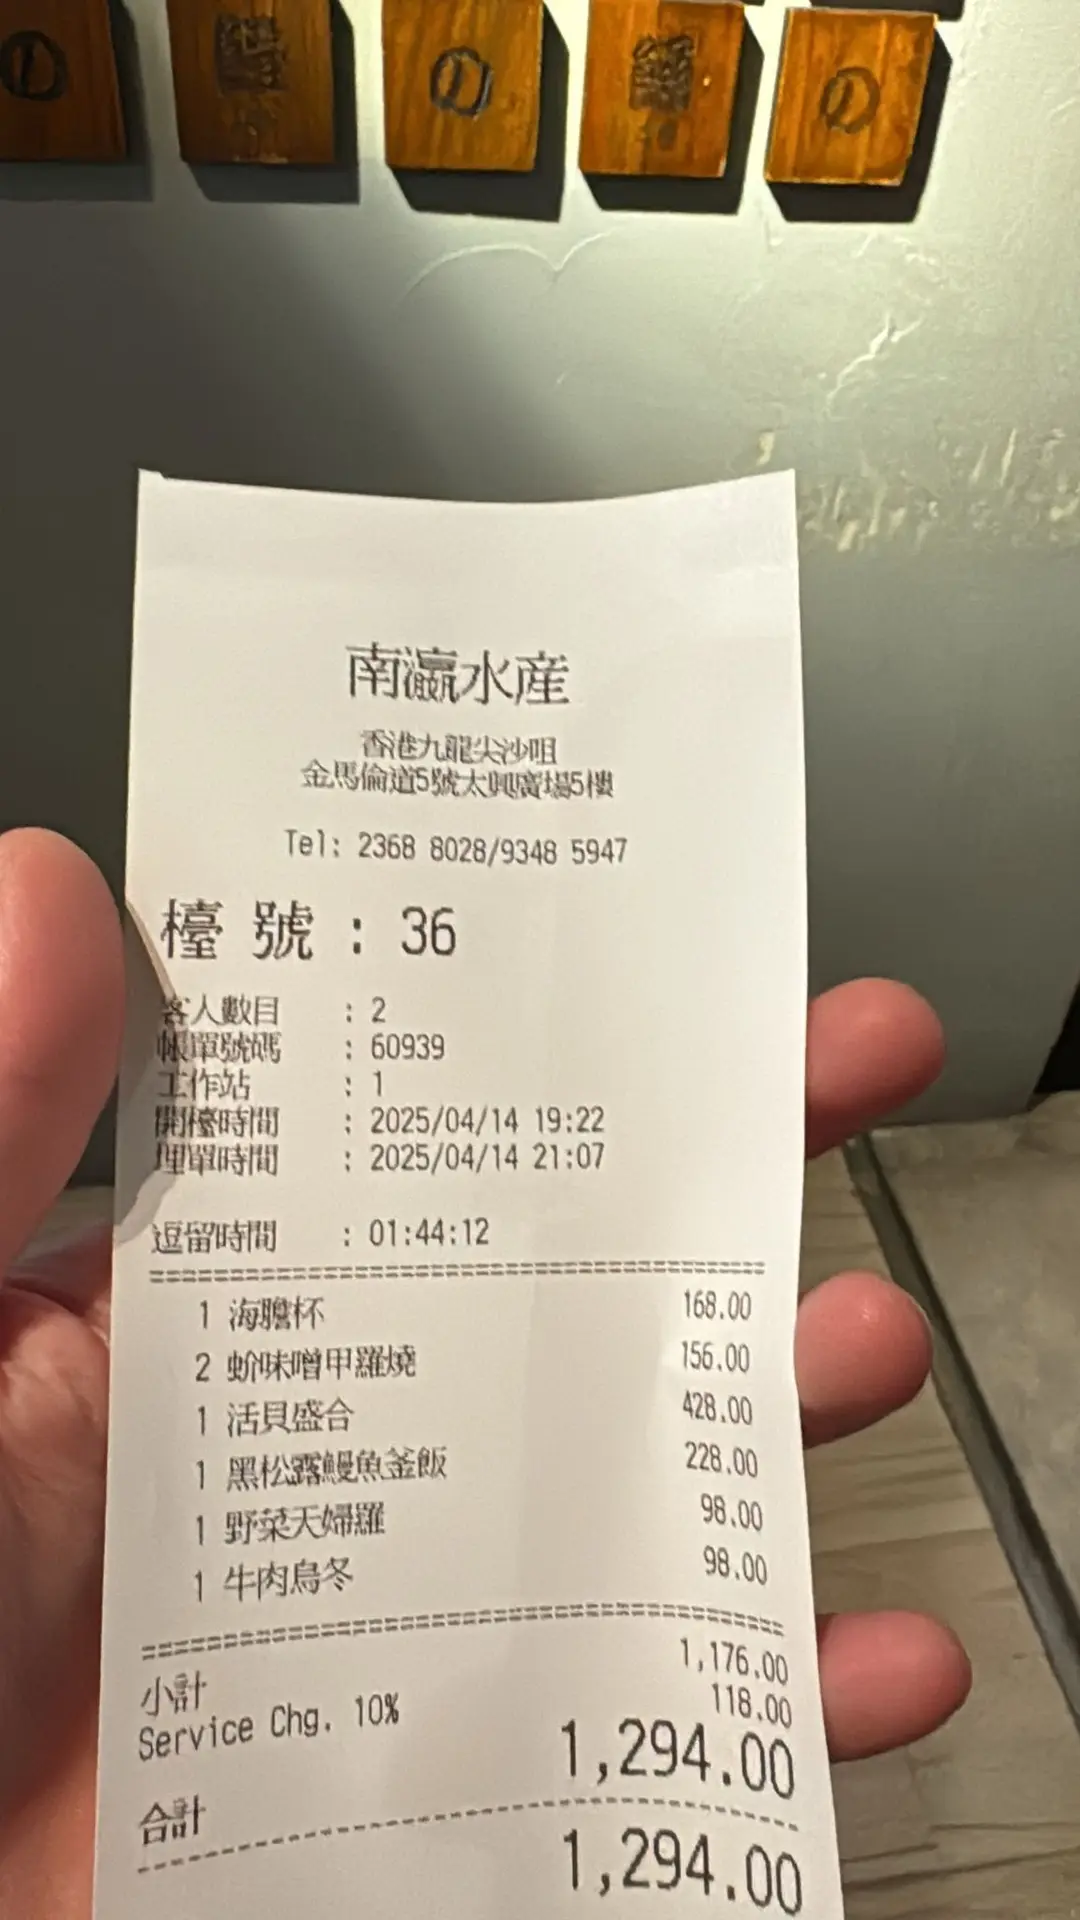 の
の
の
南瀛水産
香港九龍尖沙咀
金馬倫道5號太興廣場5樓
Tel: 2368 8028/9348 5947
檯 號 : 36
客人數目 : 2
帳單號碼 : 60939
工作站 : 1
開檯時間 : 2025/04/14 19:22
埋單時間 : 2025/04/14 21:07
逗留時間 : 01:44:12
1 海膽杯 168.00
2 蚧味噌甲羅燒 156.00
1 活貝盛合 428.00
1 黑松露鰻魚釜飯 228.00
1 野菜天婦羅 98.00
1 牛肉烏冬 98.00
小計 1,176.00
Service Chg. 10% 118.00
1,294.00
合計
1,294.00